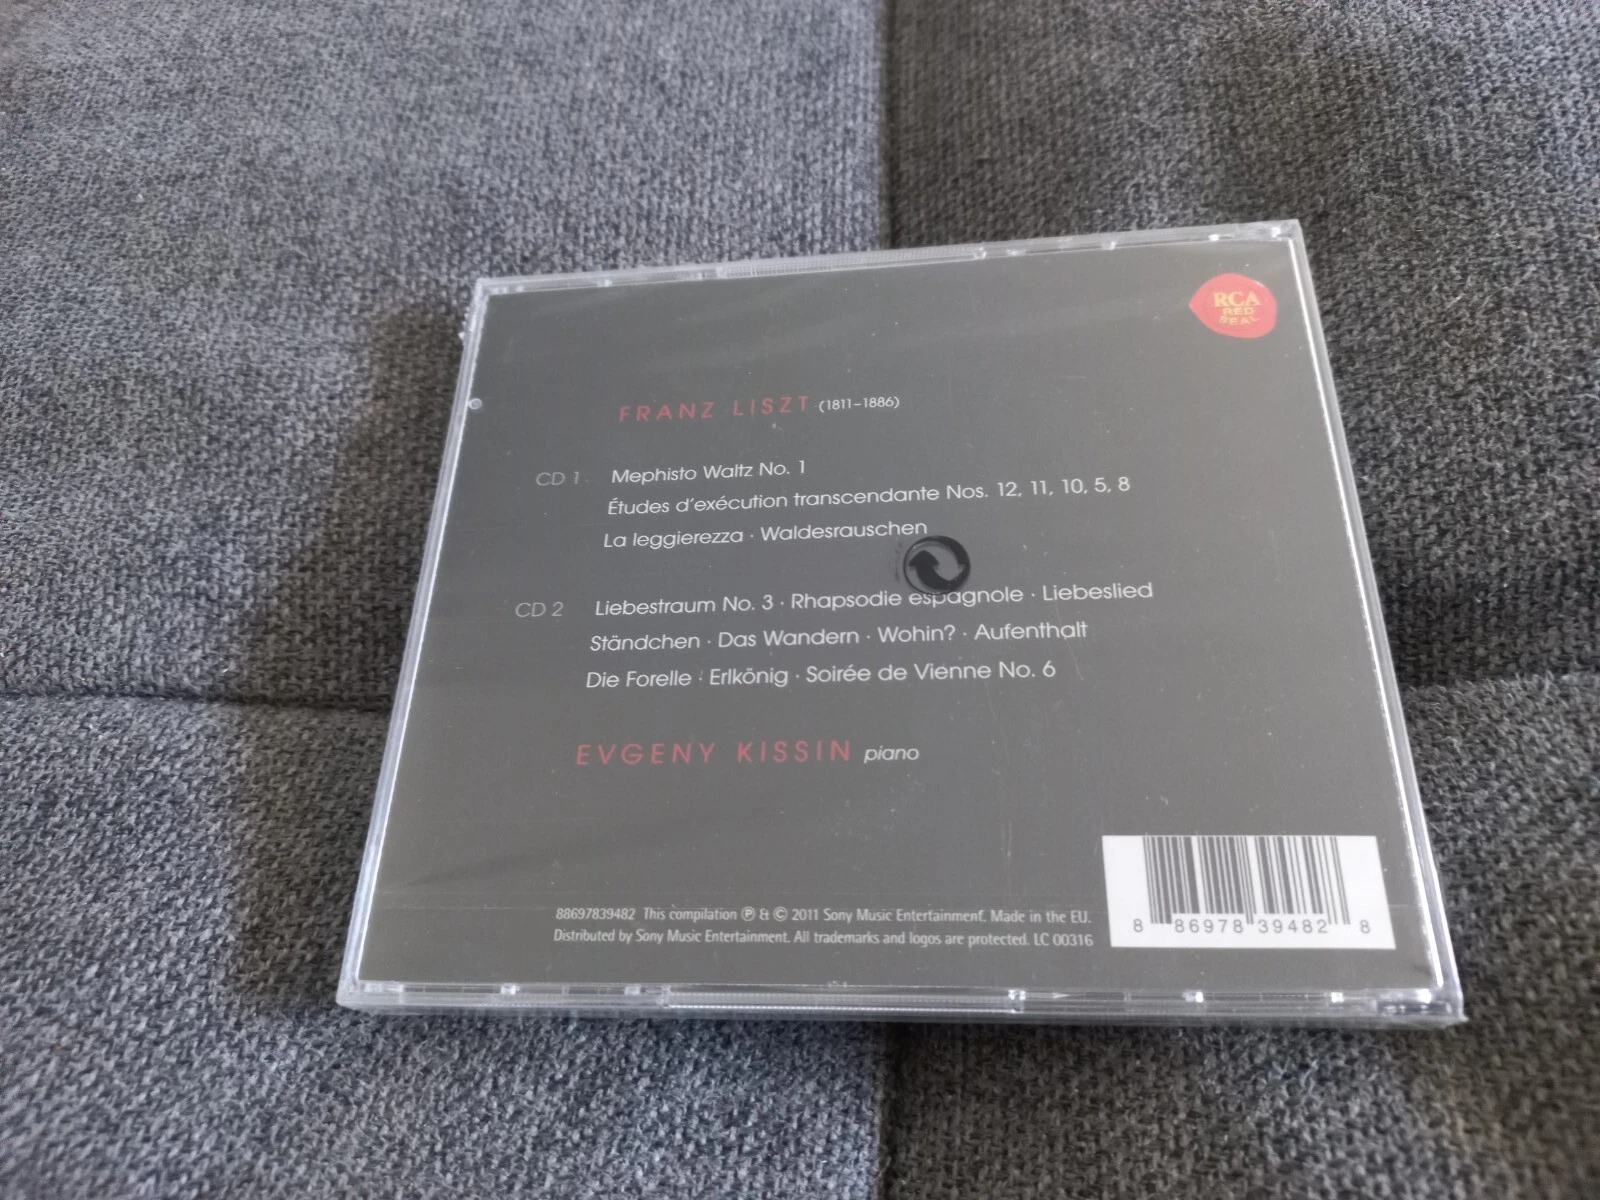 RCA
RED
SEAL
FRANZ LISZT (1811–1886)
CD 1 Mephisto Waltz No. 1
Études d'exécution transcendante Nos. 12, 11, 10, 5, 8
La leggierezza · Waldesrauschen
CD 2 Liebestraum No. 3 · Rhapsodie espagnole · Liebeslied
Ständchen · Das Wandern · Wohin? · Aufenthalt
Die Forelle · Erlkönig · Soirée de Vienne No. 6
EVGENY KISSIN piano
88697839482 This compilation ℗ & © 2011 Sony Music Entertainment. Made in the EU.
Distributed by Sony Music Entertainment. All trademarks and logos are protected. LC 00316
8 86978 39482 8